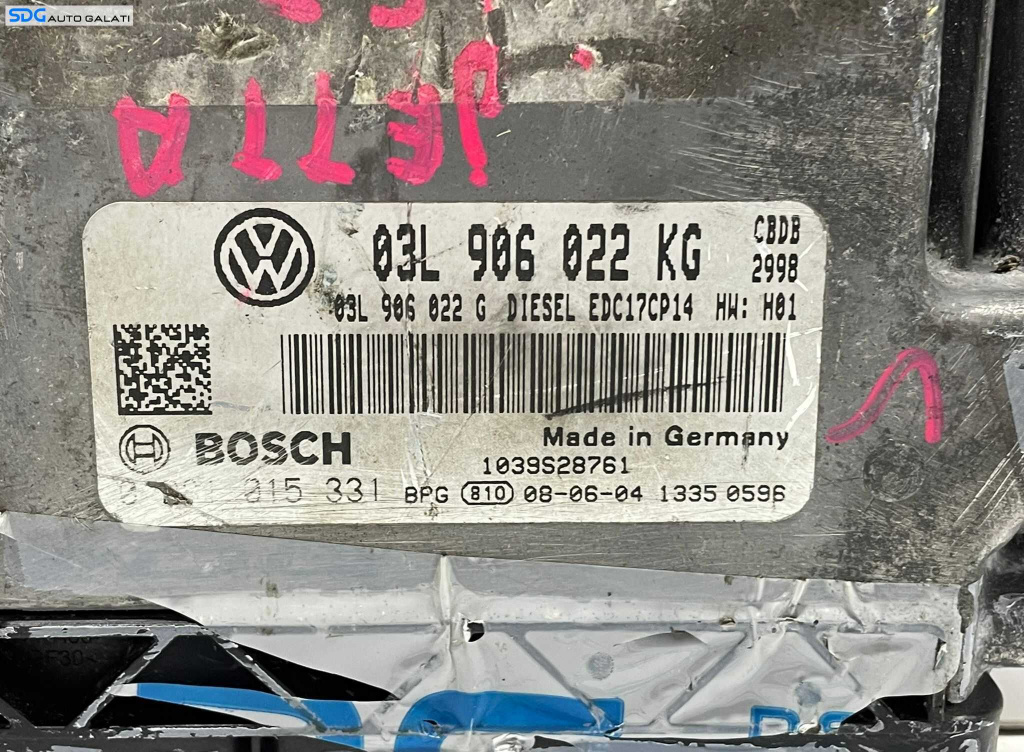 SDG AUTO GALATI
JETTA
03L 906 022 KG
CBDB
2998
03L 906 022 G DIESEL EDC17CP14 HW: H01
BOSCH
Made in Germany
1039S28761
015 331 BPG 810 08-06-04 1335 0596